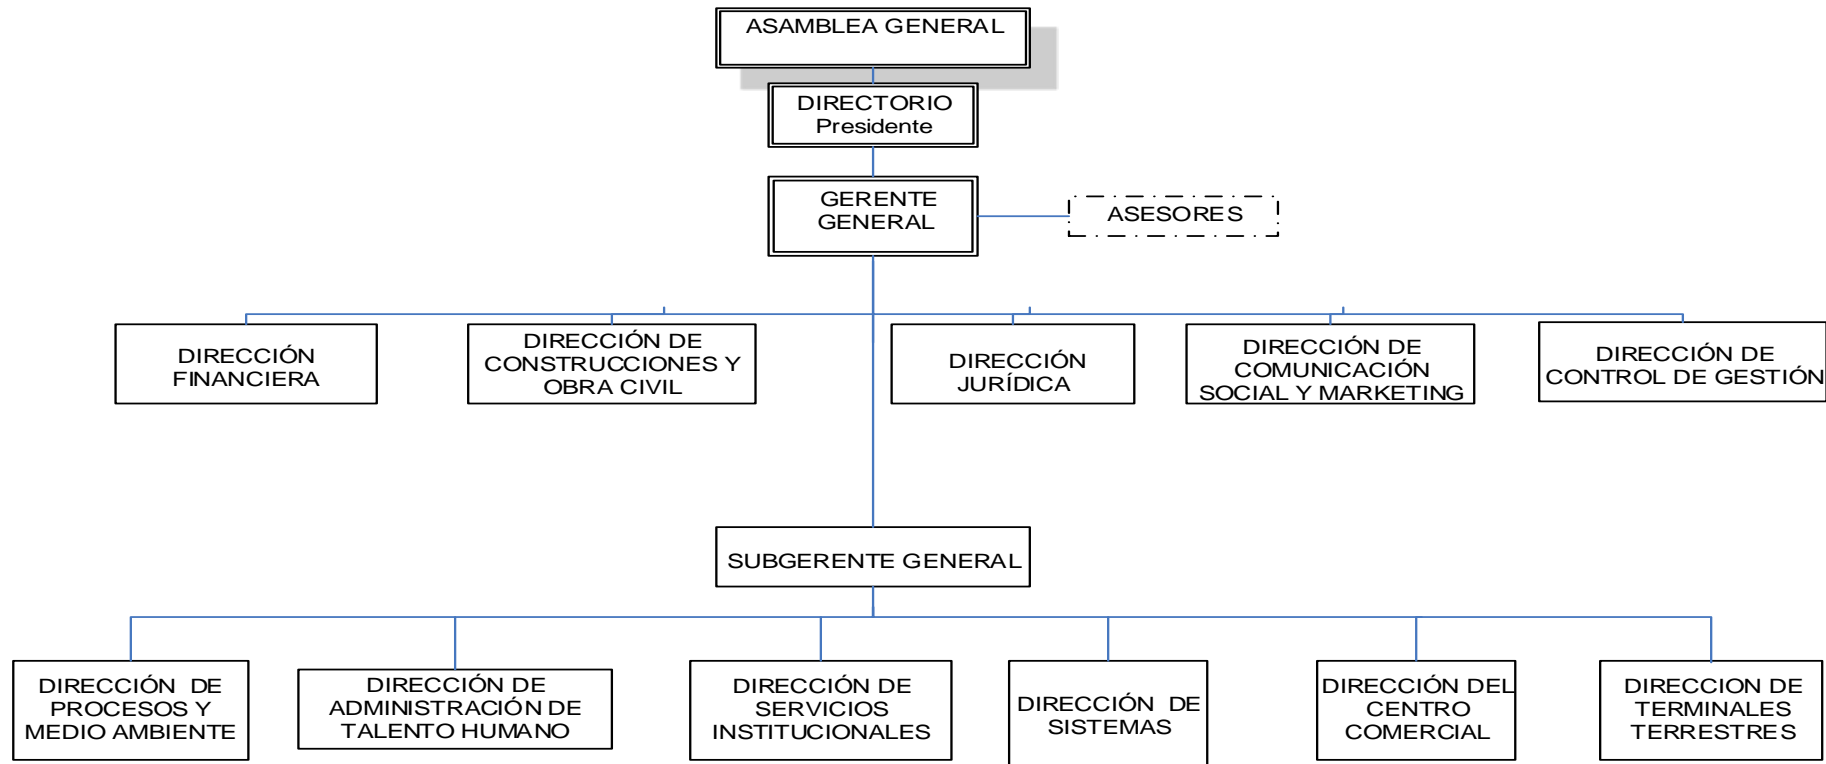 ASAMBLEA GENERAL
DIRECTORIO
Presidente
GERENTE
GENERAL
ASESORES
DIRECCIÓN
FINANCIERA
DIRECCIÓN DE
CONSTRUCCIONES Y
OBRA CIVIL
DIRECCIÓN
JURÍDICA
DIRECCIÓN DE
COMUNICACIÓN
SOCIAL Y MARKETING
DIRECCIÓN DE
CONTROL DE GESTIÓN
SUBGERENTE GENERAL
DIRECCIÓN DE
PROCESOS Y
MEDIO AMBIENTE
DIRECCIÓN DE
ADMINISTRACIÓN DE
TALENTO HUMANO
DIRECCIÓN DE
SERVICIOS
INSTITUCIONALES
DIRECCIÓN DE
SISTEMAS
DIRECCIÓN DEL
CENTRO
COMERCIAL
DIRECCION DE
TERMINALES
TERRESTRES